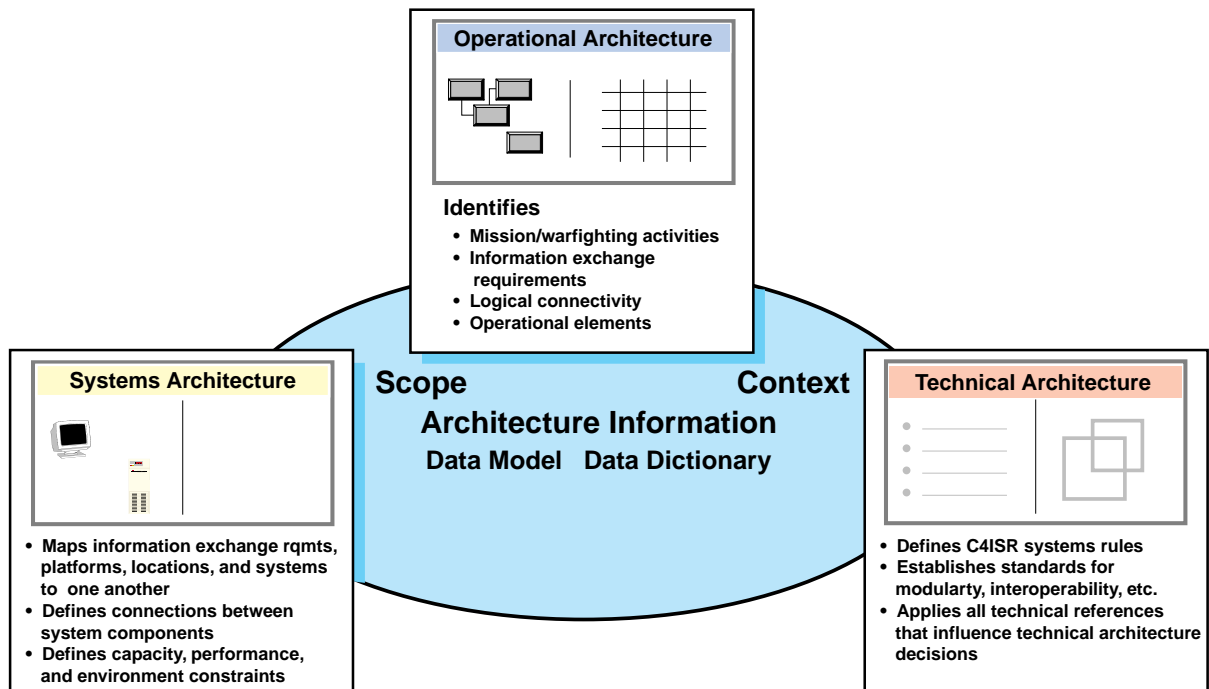 Operational Architecture
Identifies
• Mission/warfighting activities
• Information exchange
requirements
• Logical connectivity
• Operational elements
Systems Architecture
• Maps information exchange rqmts,
platforms, locations, and systems
to one another
• Defines connections between
system components
• Defines capacity, performance,
and environment constraints
Scope
Context
Architecture Information
Data Model Data Dictionary
Technical Architecture
• Defines C4ISR systems rules
• Establishes standards for
modularty, interoperability, etc.
• Applies all technical references
that influence technical architecture
decisions